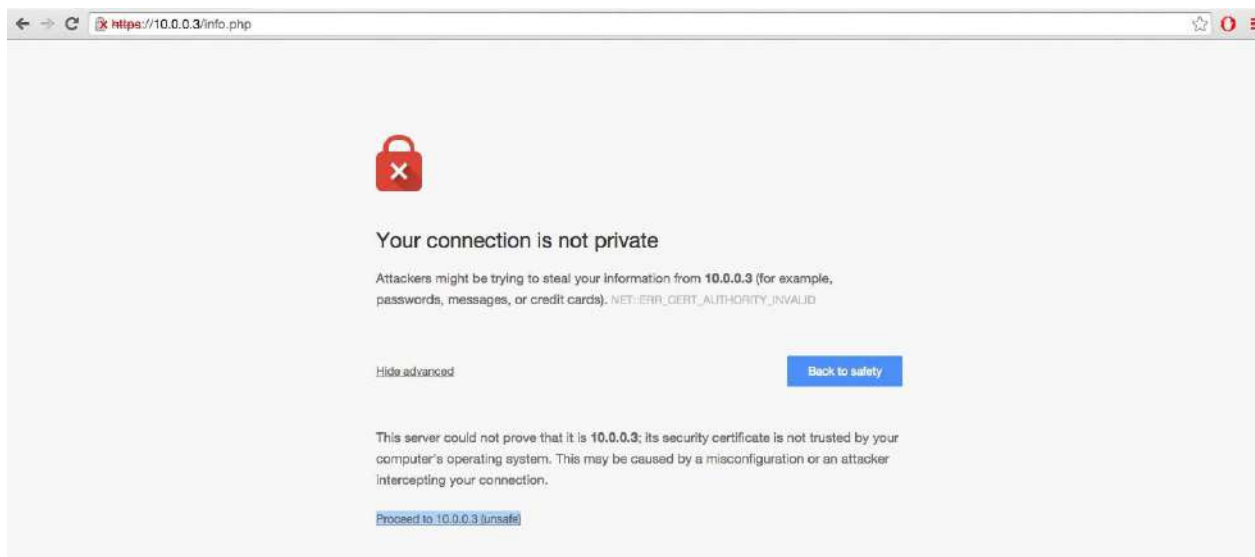 https://10.0.0.3/info.php
Your connection is not private
Attackers might be trying to steal your information from 10.0.0.3 (for example,
passwords, messages, or credit cards). NET::ERR_CERT_AUTHORITY_INVALID
Hide advanced
Back to safety
This server could not prove that it is 10.0.0.3; its security certificate is not trusted by your
computer's operating system. This may be caused by a misconfiguration or an attacker
intercepting your connection.
Proceed to 10.0.0.3 (unsafe)